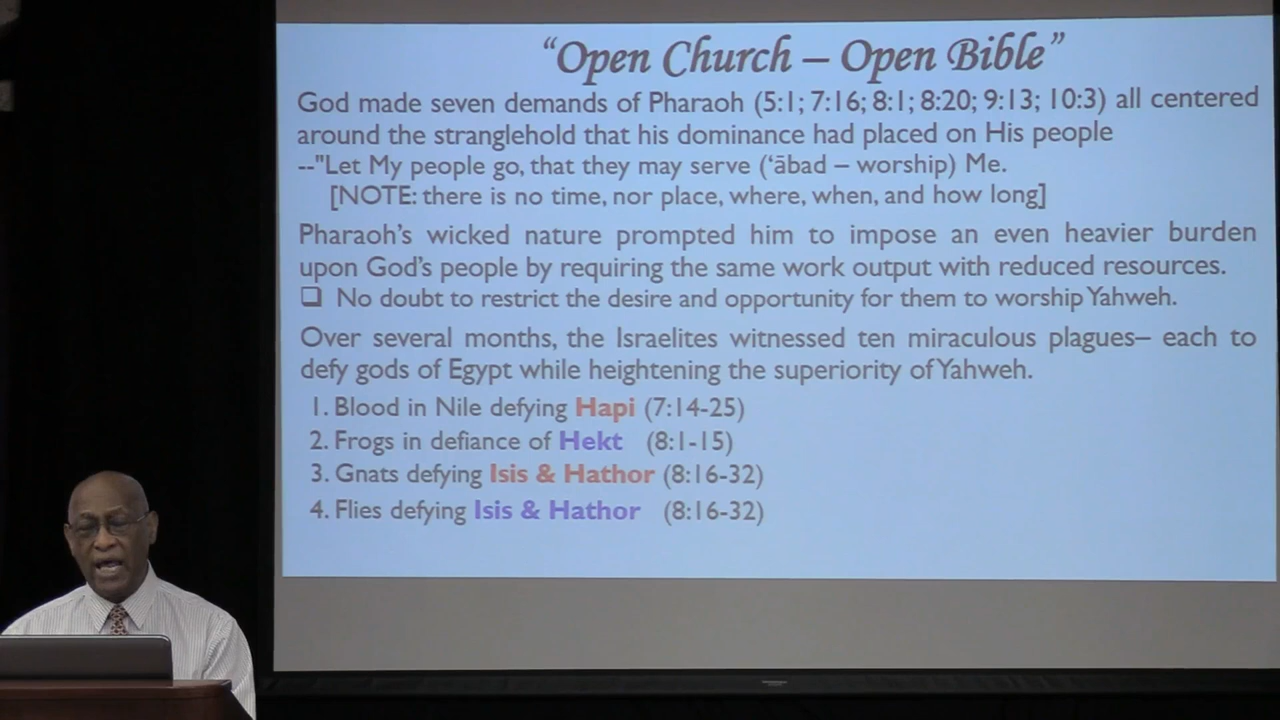 “Open Church – Open Bible”
God made seven demands of Pharaoh (5:1; 7:16; 8:1; 8:20; 9:13; 10:3) all centered
around the stranglehold that his dominance had placed on His people
--"Let My people go, that they may serve (‘ābad – worship) Me.
[NOTE: there is no time, nor place, where, when, and how long]
Pharaoh’s wicked nature prompted him to impose an even heavier burden
upon God’s people by requiring the same work output with reduced resources.
❑ No doubt to restrict the desire and opportunity for them to worship Yahweh.
Over several months, the Israelites witnessed ten miraculous plagues– each to
defy gods of Egypt while heightening the superiority of Yahweh.
1. Blood in Nile defying Hapi (7:14-25)
2. Frogs in defiance of Hekt (8:1-15)
3. Gnats defying Isis & Hathor (8:16-32)
4. Flies defying Isis & Hathor (8:16-32)